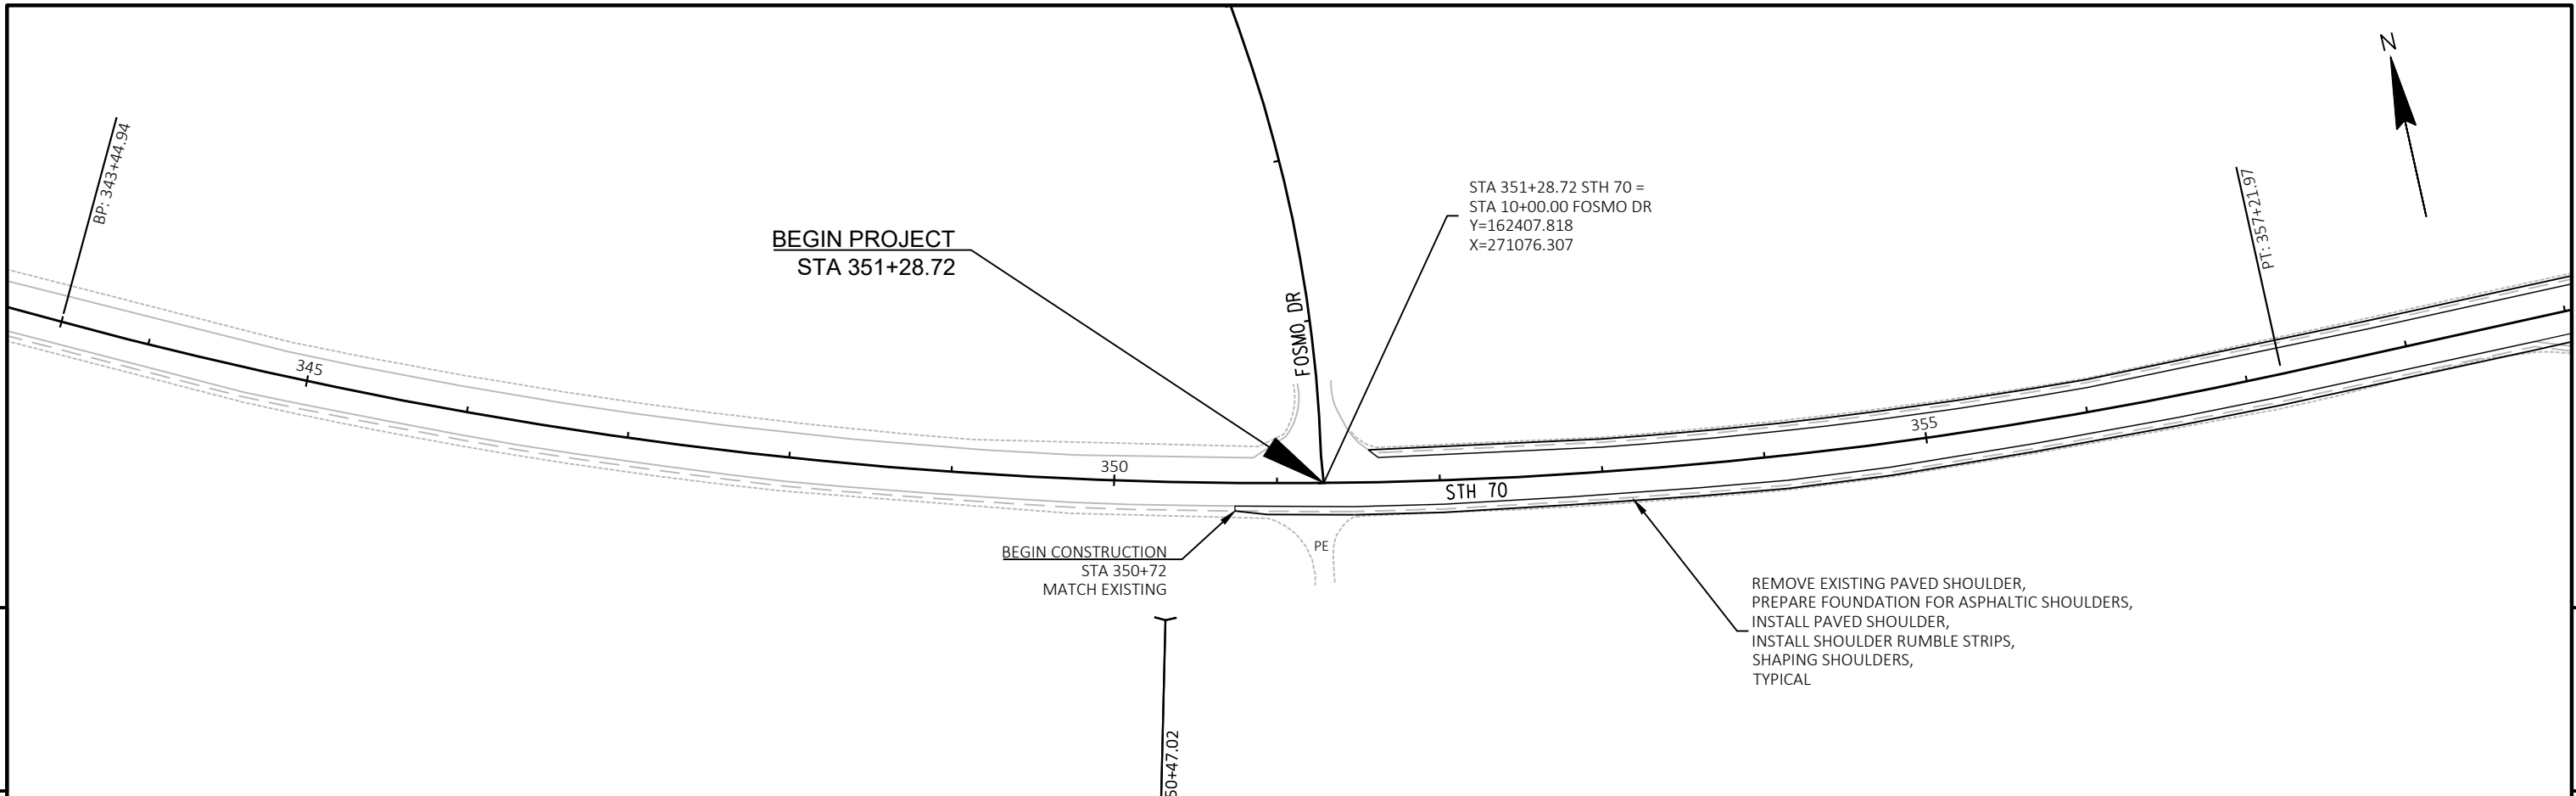 N
BP: 343+44.94
PT: 357+21.97
STA 351+28.72 STH 70 =
STA 10+00.00 FOSMO DR
Y=162407.818
X=271076.307
BEGIN PROJECT
STA 351+28.72
FOSMO DR
345
350
355
STH 70
PE
BEGIN CONSTRUCTION
STA 350+72
MATCH EXISTING
REMOVE EXISTING PAVED SHOULDER,
PREPARE FOUNDATION FOR ASPHALTIC SHOULDERS,
INSTALL PAVED SHOULDER,
INSTALL SHOULDER RUMBLE STRIPS,
SHAPING SHOULDERS,
TYPICAL
50+47.02